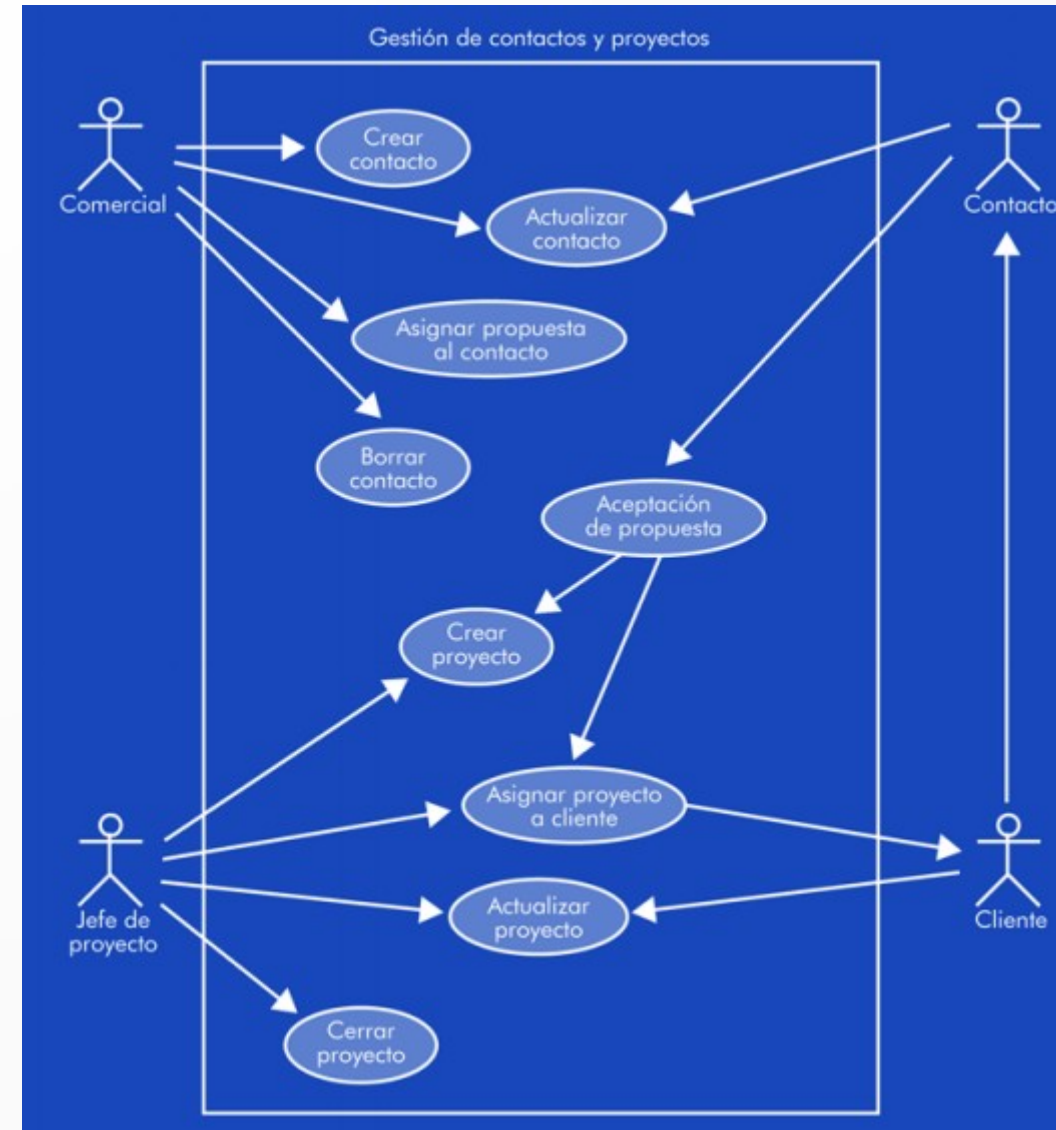 Gestión de contactos y proyectos
Crear
contacto
Comercial
Contacto
Actualizar
contacto
Asignar propuesta
al contacto
Borrar
contacto
Aceptación
de propuesta
Crear
proyecto
Asignar proyecto
a cliente
Jefe de
proyecto
Actualizar
proyecto
Cliente
Cerrar
proyecto